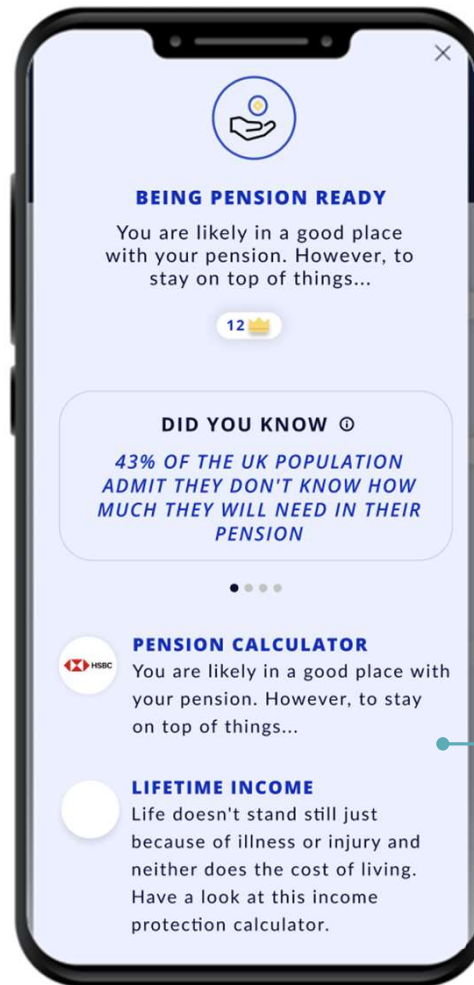 BEING PENSION READY
You are likely in a good place
with your pension. However, to
stay on top of things...
12
DID YOU KNOW
43% OF THE UK POPULATION
ADMIT THEY DON'T KNOW HOW
MUCH THEY WILL NEED IN THEIR
PENSION
HSBC
PENSION CALCULATOR
You are likely in a good place with
your pension. However, to stay
on top of things...
LIFETIME INCOME
Life doesn't stand still just
because of illness or injury and
neither does the cost of living.
Have a look at this income
protection calculator.